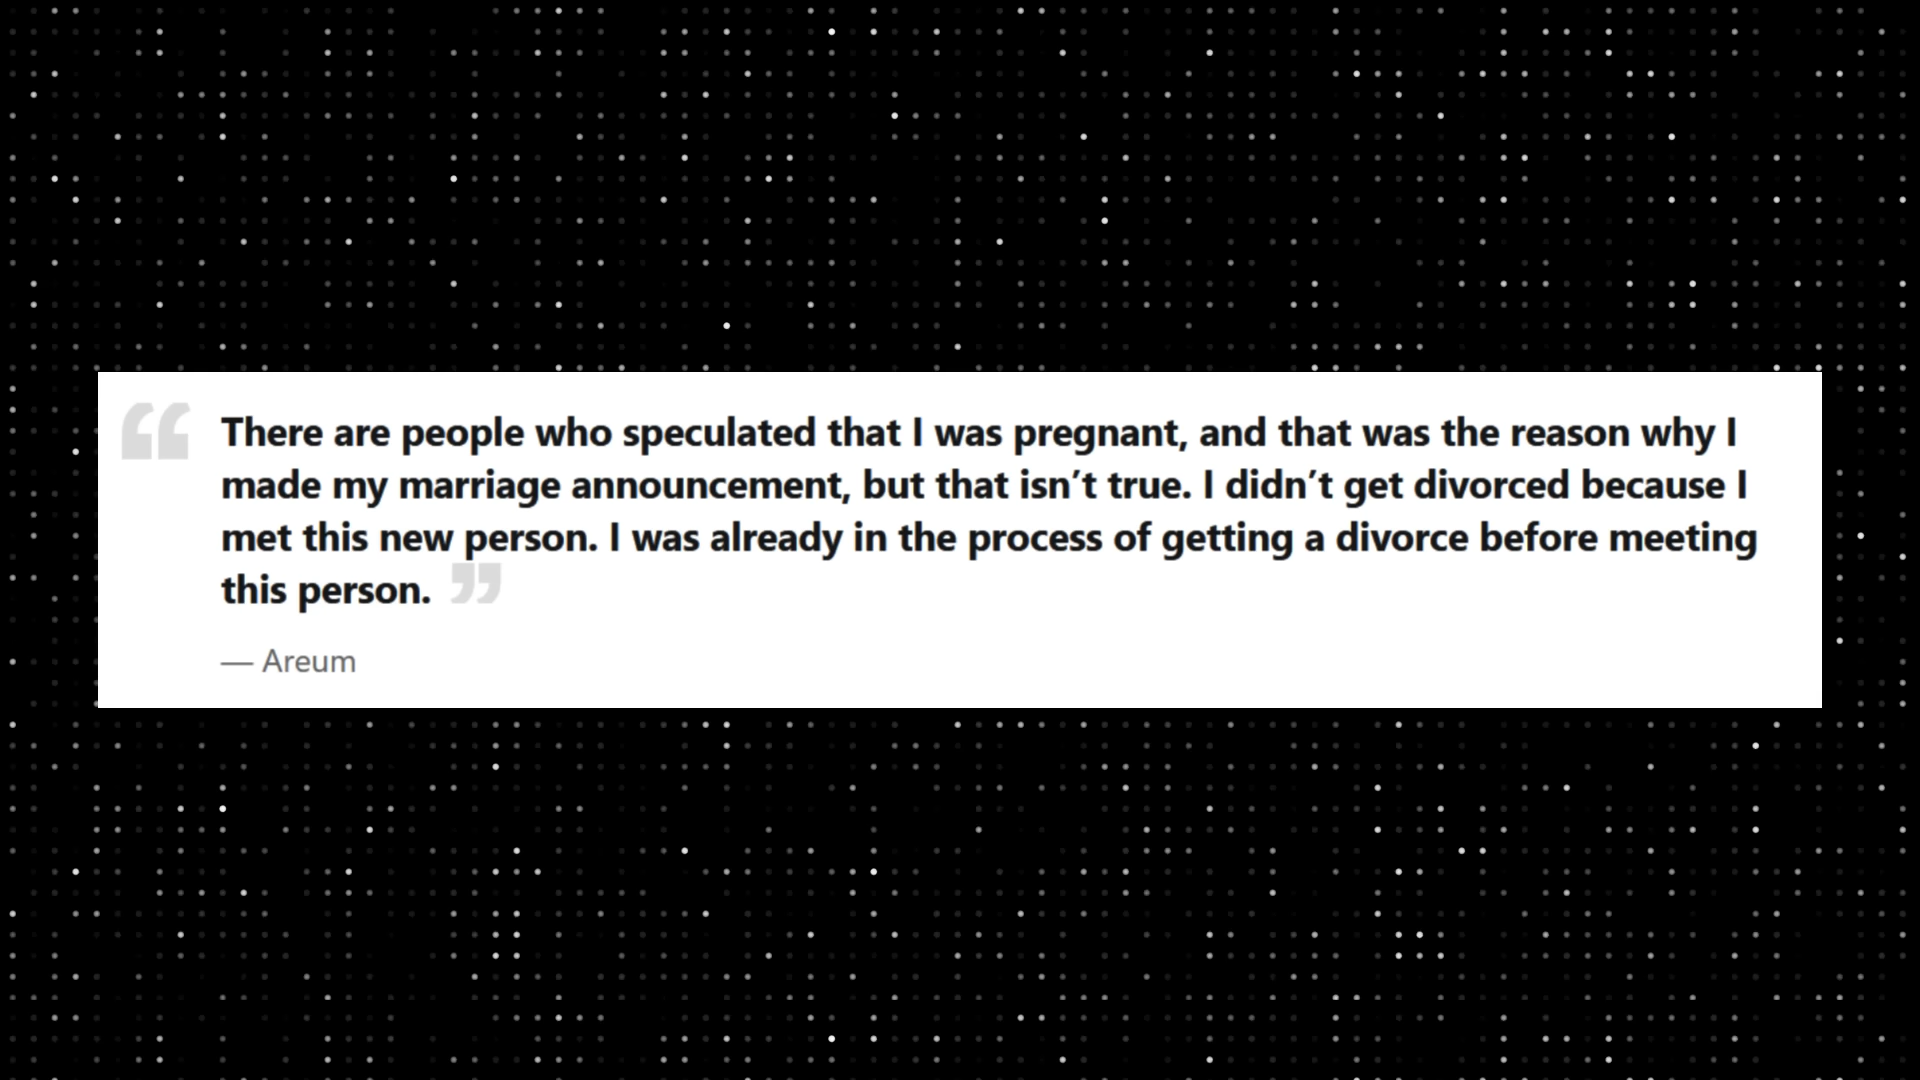 “ There are people who speculated that I was pregnant, and that was the reason why I
made my marriage announcement, but that isn’t true. I didn’t get divorced because I
met this new person. I was already in the process of getting a divorce before meeting
this person. ”
— Areum